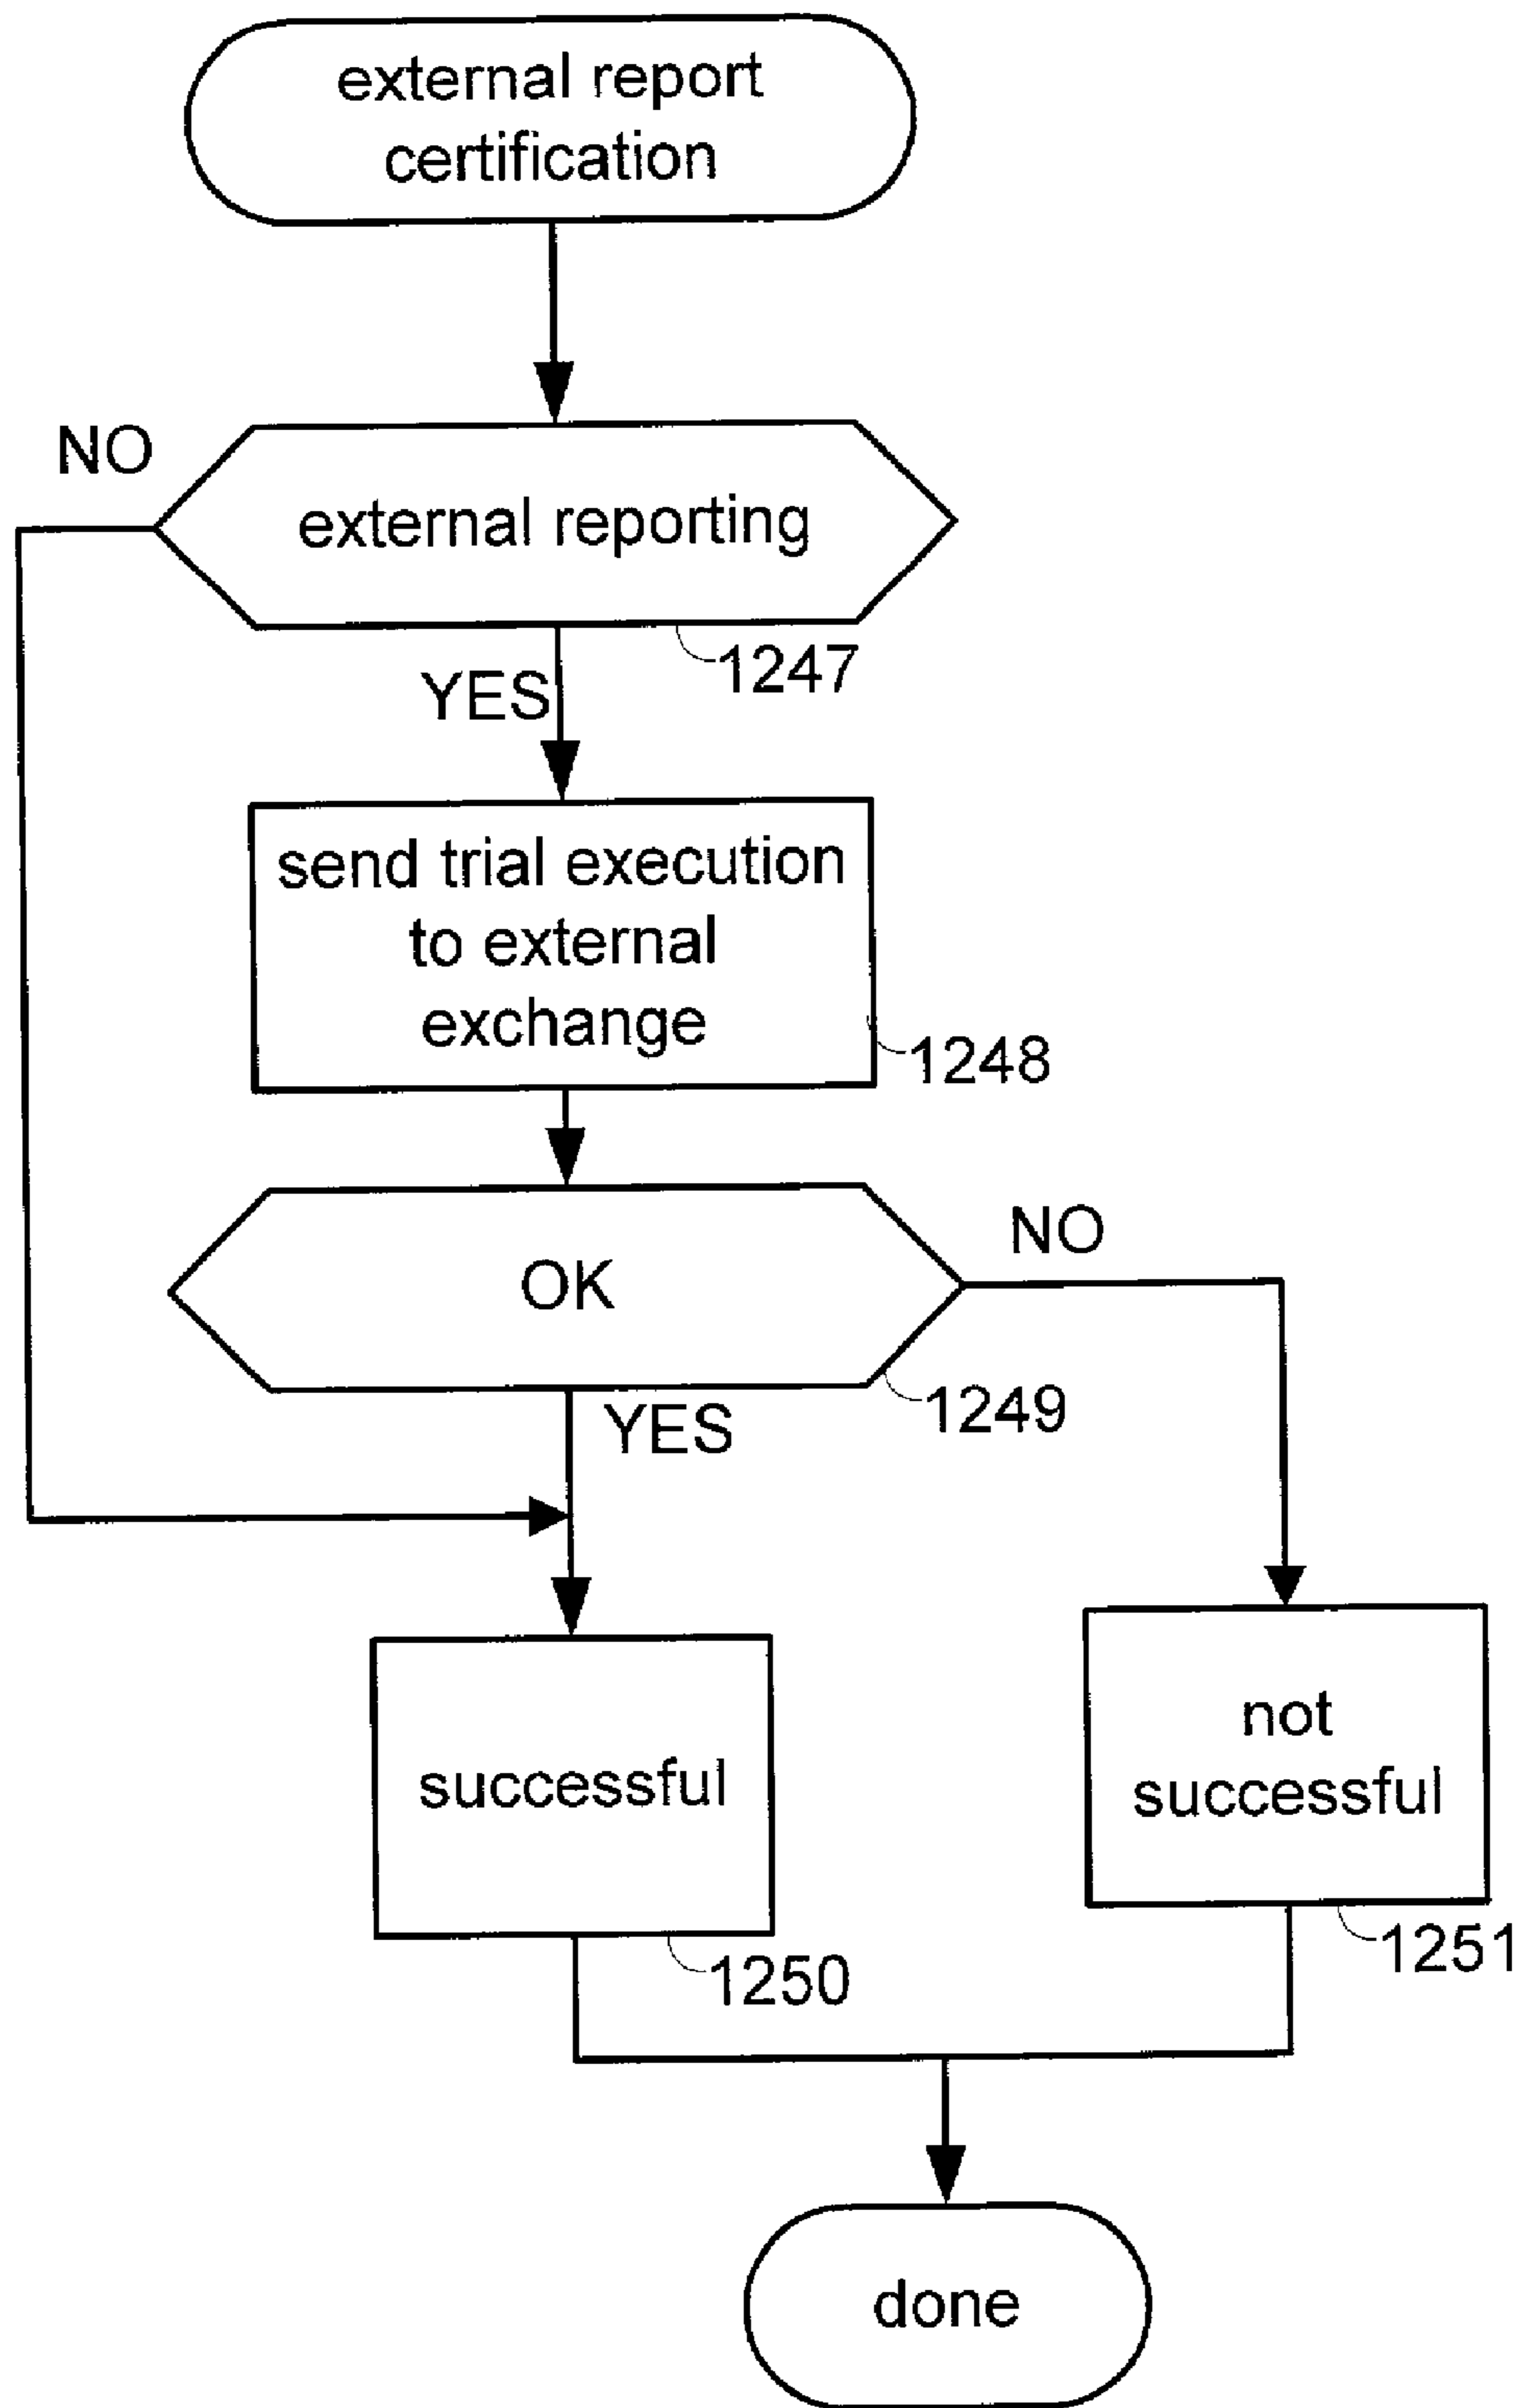 external report
certification
NO
external reporting
1247
YES
send trial execution
to external
exchange
1248
OK
NO
1249
YES
successful
not
successful
1250
1251
done